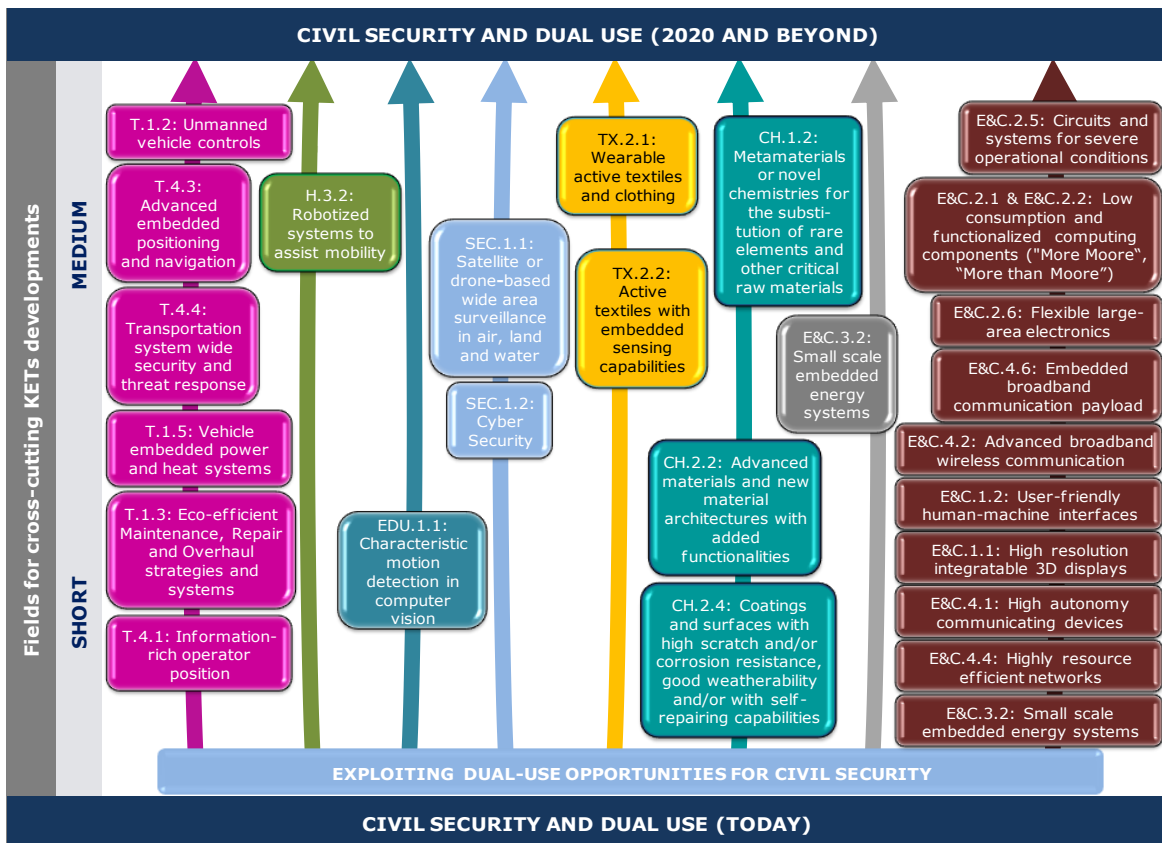 CIVIL SECURITY AND DUAL USE (2020 AND BEYOND)
Fields for cross-cutting KETs developments
MEDIUM
SHORT
T.1.2: Unmanned
vehicle controls
T.4.3:
Advanced
embedded
positioning
and navigation
T.4.4:
Transportation
system wide
security and
threat response
T.1.5: Vehicle
embedded power
and heat systems
T.1.3: Eco-efficient
Maintenance, Repair
and Overhaul
strategies and
systems
T.4.1: Information-
rich operator
position
H.3.2:
Robotized
systems to
assist mobility
EDU.1.1:
Characteristic
motion
detection in
computer
vision
SEC.1.1:
Satellite or
drone-based
wide area
surveillance
in air, land
and water
SEC.1.2:
Cyber
Security
TX.2.1:
Wearable
active textiles
and clothing
TX.2.2:
Active
textiles with
embedded
sensing
capabilities
CH.1.2:
Metamaterials
or novel
chemistries for
the substi-
tution of rare
elements and
other critical
raw materials
CH.2.2: Advanced
materials and new
material
architectures with
added
functionalities
CH.2.4: Coatings
and surfaces with
high scratch and/or
corrosion resistance,
good weatherability
and/or with self-
repairing capabilities
E&C.3.2:
Small scale
embedded
energy
systems
E&C.2.5: Circuits and
systems for severe
operational conditions
E&C.2.1 & E&C.2.2: Low
consumption and
functionalized computing
components ("More Moore“,
“More than Moore”)
E&C.2.6: Flexible large-
area electronics
E&C.4.6: Embedded
broadband
communication payload
E&C.4.2: Advanced broadband
wireless communication
E&C.1.2: User-friendly
human-machine interfaces
E&C.1.1: High resolution
integratable 3D displays
E&C.4.1: High autonomy
communicating devices
E&C.4.4: Highly resource
efficient networks
E&C.3.2: Small scale
embedded energy systems
EXPLOITING DUAL-USE OPPORTUNITIES FOR CIVIL SECURITY
CIVIL SECURITY AND DUAL USE (TODAY)